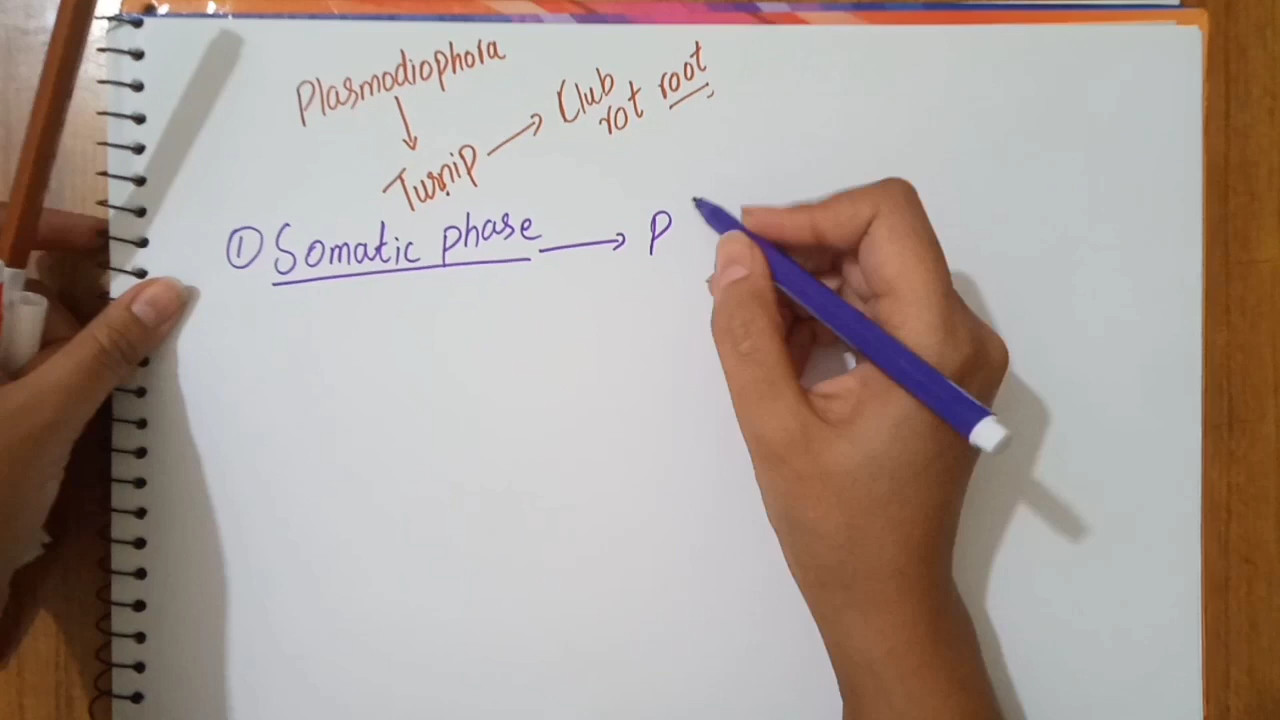 Plasmodiophora
Turnip → Club
rot root
① Somatic phase → P